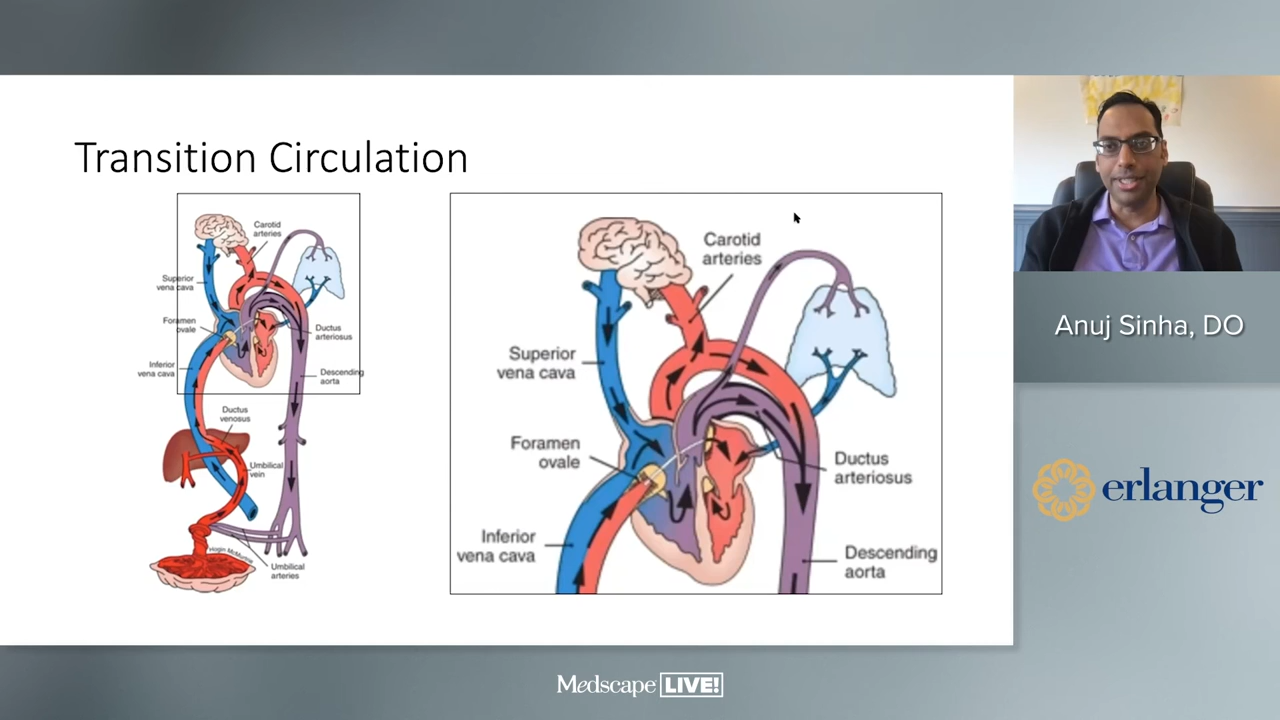 Transition Circulation
Carotid
arteries
Superior
vena cava
Foramen
ovale
Ductus
arteriosus
Inferior
vena cava
Descending
aorta
Ductus
venosus
Umbilical
vein
Hogin McMurtrie
Umbilical
arteries
Carotid
arteries
Superior
vena cava
Foramen
ovale
Ductus
arteriosus
Inferior
vena cava
Descending
aorta
Anuj Sinha, DO
erlanger
Medscape LIVE!